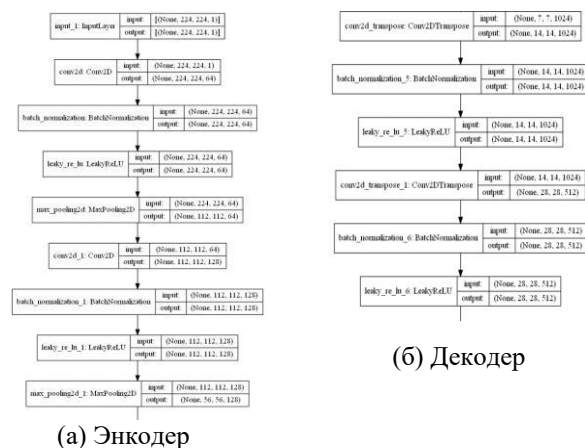 input_1: InputLayer
input: [(None, 224, 224, 1)]
output: [(None, 224, 224, 1)]
conv2d: Conv2D
input: (None, 224, 224, 1)
output: (None, 224, 224, 64)
batch_normalization: BatchNormalization
input: (None, 224, 224, 64)
output: (None, 224, 224, 64)
leaky_re_lu: LeakyReLU
input: (None, 224, 224, 64)
output: (None, 224, 224, 64)
max_pooling2d: MaxPooling2D
input: (None, 224, 224, 64)
output: (None, 112, 112, 64)
conv2d_1: Conv2D
input: (None, 112, 112, 64)
output: (None, 112, 112, 128)
batch_normalization_1: BatchNormalization
input: (None, 112, 112, 128)
output: (None, 112, 112, 128)
leaky_re_lu_1: LeakyReLU
input: (None, 112, 112, 128)
output: (None, 112, 112, 128)
max_pooling2d_1: MaxPooling2D
input: (None, 112, 112, 128)
output: (None, 56, 56, 128)
(а) Энкодер
conv2d_transpose: Conv2DTranspose
input: (None, 7, 7, 1024)
output: (None, 14, 14, 1024)
batch_normalization_5: BatchNormalization
input: (None, 14, 14, 1024)
output: (None, 14, 14, 1024)
leaky_re_lu_5: LeakyReLU
input: (None, 14, 14, 1024)
output: (None, 14, 14, 1024)
conv2d_transpose_1: Conv2DTranspose
input: (None, 14, 14, 1024)
output: (None, 28, 28, 512)
batch_normalization_6: BatchNormalization
input: (None, 28, 28, 512)
output: (None, 28, 28, 512)
leaky_re_lu_6: LeakyReLU
input: (None, 28, 28, 512)
output: (None, 28, 28, 512)
(б) Декодер